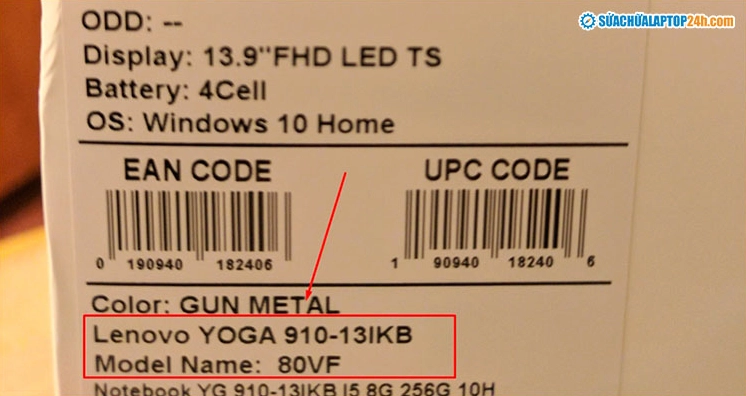 SỬACHỮALAPTOP24h.com
ODD: --
Display: 13.9"FHD LED TS
Battery: 4Cell
OS: Windows 10 Home
EAN CODE UPC CODE
0 190940 182406 1 90940 18240 6
Color: GUN METAL
Lenovo YOGA 910-13IKB
Model Name: 80VF
Notebook YG 910-13IKB I5 8G 256G 10H